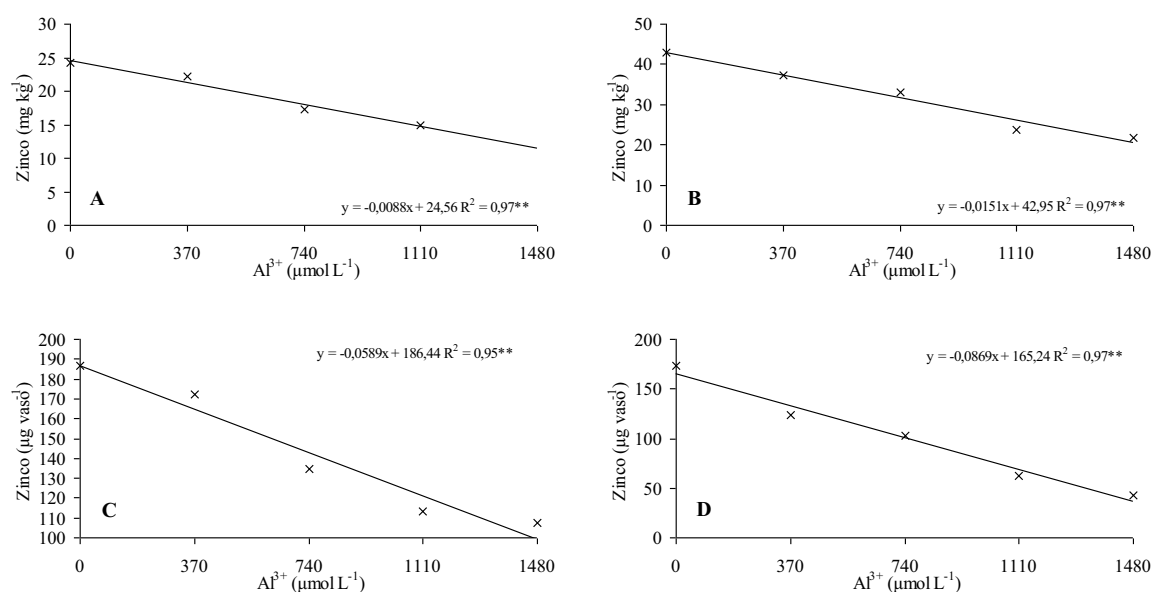 30
25
20
15
10
5
0
Zinco (mg kg-1)
A
y = -0,0088x + 24,56 R2 = 0,97**
0 370 740 1110 1480
Al3+ (µmol L-1)
50
40
30
20
10
0
Zinco (mg kg-1)
B
y = -0,0151x + 42,95 R2 = 0,97**
0 370 740 1110 1480
Al3+ (µmol L-1)
200
190
180
170
160
150
140
130
120
110
100
Zinco (µg vaso-1)
y = -0,0589x + 186,44 R2 = 0,95**
C
0 370 740 1110 1480
Al3+ (µmol L-1)
200
150
100
50
0
Zinco (µg vaso-1)
y = -0,0869x + 165,24 R2 = 0,97**
D
0 370 740 1110 1480
Al3+ (µmol L-1)